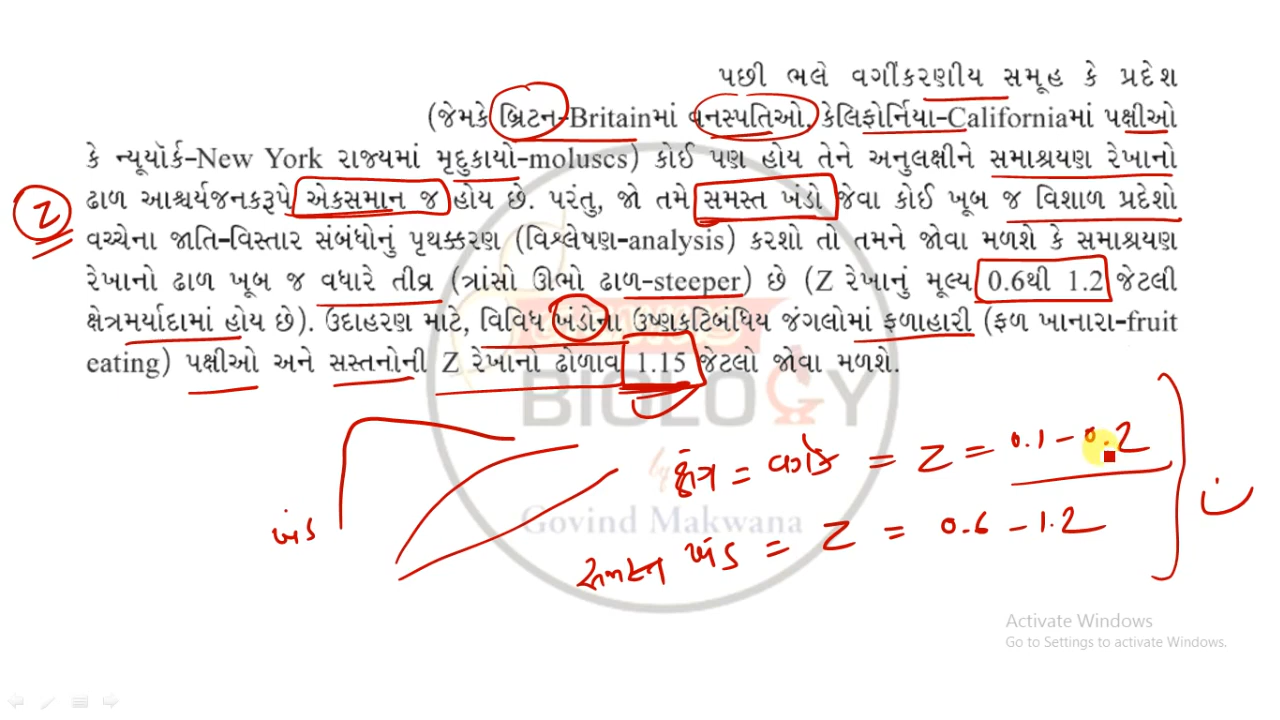 પછી ભલે વર્ગીકરણીય સમૂહ કે પ્રદેશ
(જેમકે બ્રિટન-Britainમાં વનસ્પતિઓ, કેલિફોર્નિયા-Californiaમાં પક્ષીઓ
કે ન્યૂયૉર્ક-New York રાજ્યમાં મૃદુકાયો-moluscs) કોઈ પણ હોય તેને અનુલક્ષીને સમાશ્રયણ રેખાનો
Z
ઢાળ આશ્ચર્યજનકરૂપે એકસમાન જ હોય છે. પરંતુ, જો તમે સમસ્ત ખંડો જેવા કોઈ ખૂબ જ વિશાળ પ્રદેશો
વચ્ચેના જાતિ-વિસ્તાર સંબંધોનું પૃથક્કરણ (વિશ્લેષણ-analysis) કરશો તો તમને જોવા મળશે કે સમાશ્રયણ
રેખાનો ઢાળ ખૂબ જ વધારે તીવ્ર (ત્રાંસો ઊભો ઢાળ-steeper) છે (Z રેખાનું મૂલ્ય 0.6થી 1.2 જેટલી
ક્ષેત્રમર્યાદામાં હોય છે). ઉદાહરણ માટે, વિવિધ ખંડોના ઉષ્ણકટિબંધિય જંગલોમાં ફળાહારી (ફળ ખાનારા-fruit
eating) પક્ષીઓ અને સસ્તનોની Z રેખાનો ઢોળાવ 1.15 જેટલો જોવા મળશે.
BIOLOGY
= Z = 0.1 - 0.2
by
Govind Makwana
ખંડ
સમસ્ત ખંડ = Z = 0.6 - 1.2
Activate Windows
Go to Settings to activate Windows.